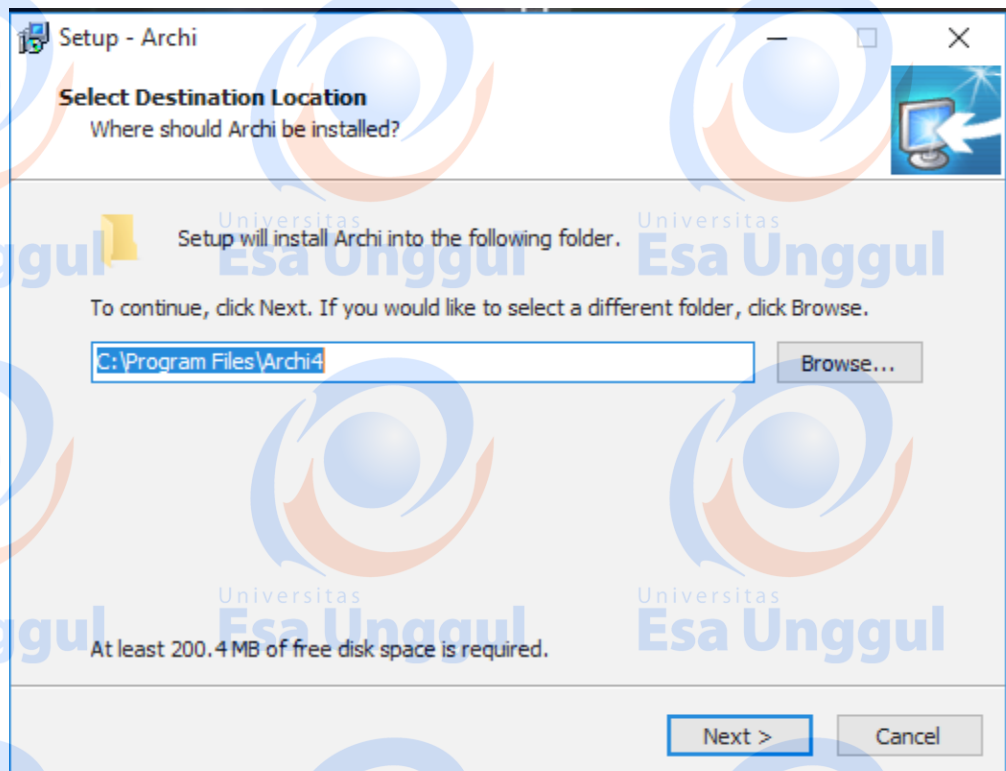 Setup - Archi
Select Destination Location
Where should Archi be installed?
Setup will install Archi into the following folder.
Universitas
Esa Unggul
Universitas
Esa Unggul
ggul
To continue, click Next. If you would like to select a different folder, click Browse.
C:\Program Files\Archi4
Browse...
Universitas
Esa Unggul
Universitas
Esa Unggul
ggul
At least 200.4 MB of free disk space is required.
Next >
Cancel